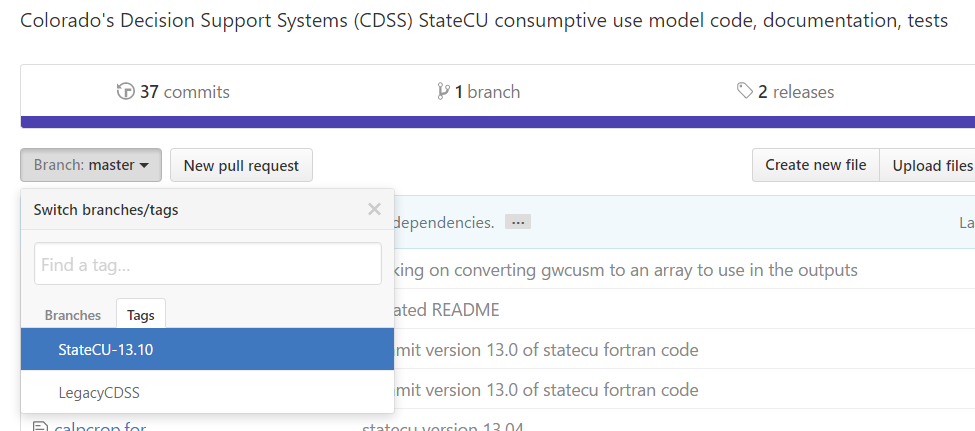 Colorado's Decision Support Systems (CDSS) StateCU consumptive use model code, documentation, tests
37 commits 1 branch 2 releases
Branch: master New pull request Create new file Upload files
Switch branches/tags
dependencies. ... La
Find a tag...
king on converting gwcusm to an array to use in the outputs
Branches Tags
ated README
StateCU-13.10
mit version 13.0 of statecu fortran code
LegacyCDSS
mit version 13.0 of statecu fortran code
calpcrop.for statecu version 13.04